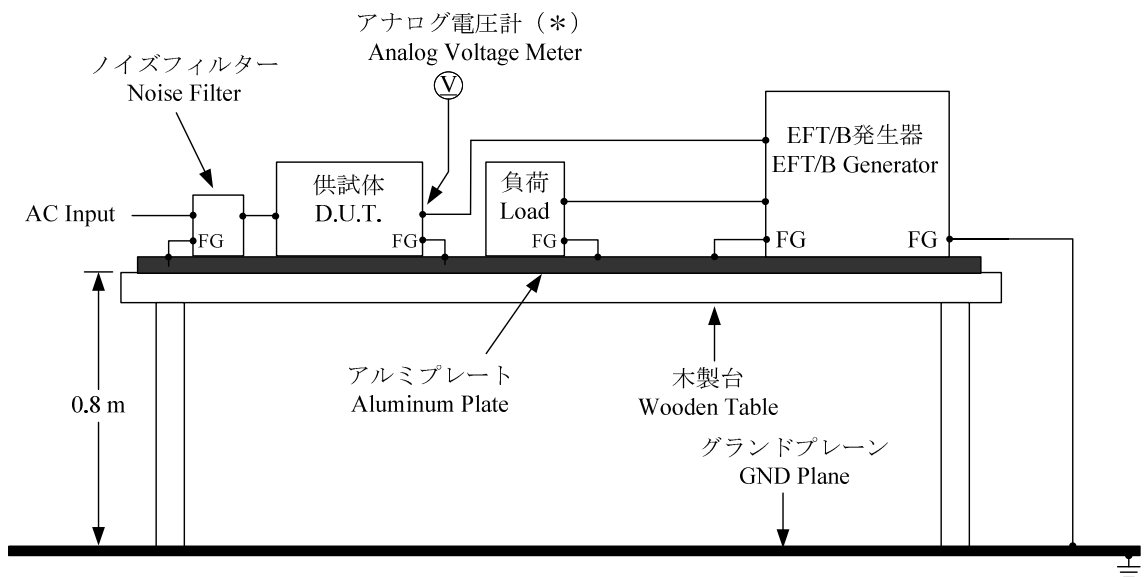 アナログ電圧計（＊）
Analog Voltage Meter
V
ノイズフィルター
Noise Filter
EFT/B発生器
EFT/B Generator
供試体
D.U.T.
負荷
Load
AC Input
FG
FG
FG
FG
FG
アルミプレート
Aluminum Plate
木製台
Wooden Table
0.8 m
グランドプレーン
GND Plane